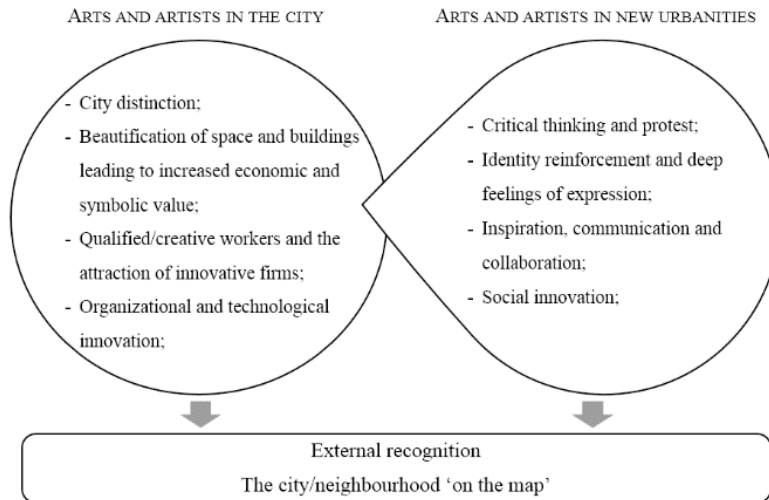 ARTS AND ARTISTS IN THE CITY
- City distinction;
- Beautification of space and buildings
leading to increased economic and
symbolic value;
- Qualified/creative workers and the
attraction of innovative firms;
- Organizational and technological
innovation;
ARTS AND ARTISTS IN NEW URBANITIES
- Critical thinking and protest;
- Identity reinforcement and deep
feelings of expression;
- Inspiration, communication and
collaboration;
- Social innovation;
External recognition
The city/neighbourhood ‘on the map’